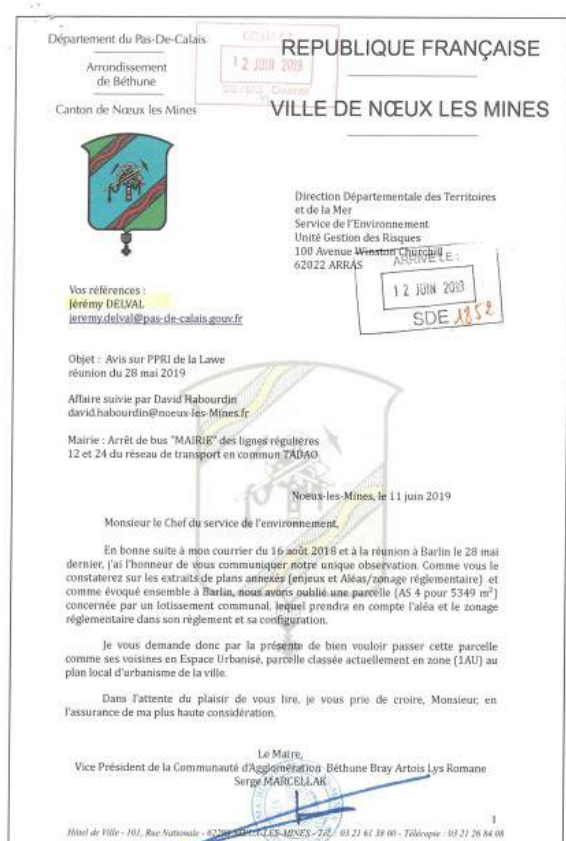 Département du Pas-De-Calais
Arrondissement
de Béthune
Canton de Nœux les Mines
12 JUIN 2019
Courrier
REPUBLIQUE FRANÇAISE
VILLE DE NŒUX LES MINES
Direction Départementale des Territoires
et de la Mer
Service de l'Environnement
Unité Gestion des Risques
100 Avenue Winston Churchill
62022 ARRAS
ARRIVE LE :
12 JUIN 2019
SDE 1852
Vos références :
Jérémy DELVAL
jeremy.delval@pas-de-calais.gouv.fr
Objet : Avis sur PPRI de la Lawe
réunion du 28 mai 2019
Affaire suivie par David Habourdin
david.habourdin@noeux-les-Mines.fr
Mairie : Arrêt de bus "MAIRIE" des lignes régulières
12 et 24 du réseau de transport en commun TADAO
Noeux-les-Mines, le 11 juin 2019
Monsieur le Chef du service de l'environnement,
En bonne suite à mon courrier du 16 août 2018 et à la réunion à Barlin le 28 mai
dernier, j'ai l'honneur de vous communiquer notre unique observation. Comme vous le
constaterez sur les extraits de plans annexés (enjeux et Aléas/zonage réglementaire) et
comme évoqué ensemble à Barlin, nous avons oublié une parcelle (AS 4 pour 5349 m²)
concernée par un lotissement communal, lequel prendra en compte l'aléa et le zonage
réglementaire dans son règlement et sa configuration.
Je vous demande donc par la présente de bien vouloir passer cette parcelle
comme ses voisines en Espace Urbanisé, parcelle classée actuellement en zone (1AU) au
plan local d'urbanisme de la ville.
Dans l'attente du plaisir de vous lire, je vous prie de croire, Monsieur, en
l'assurance de ma plus haute considération.
Le Maire,
Vice Président de la Communauté d'Agglomération Béthune Bray Artois Lys Romane
Serge MARCELLAK
1
Hôtel de Ville - 101, Rue Nationale - 62290 NŒUX-LES-MINES - Tél. : 03 21 61 38 00 - Télécopie : 03 21 26 84 08